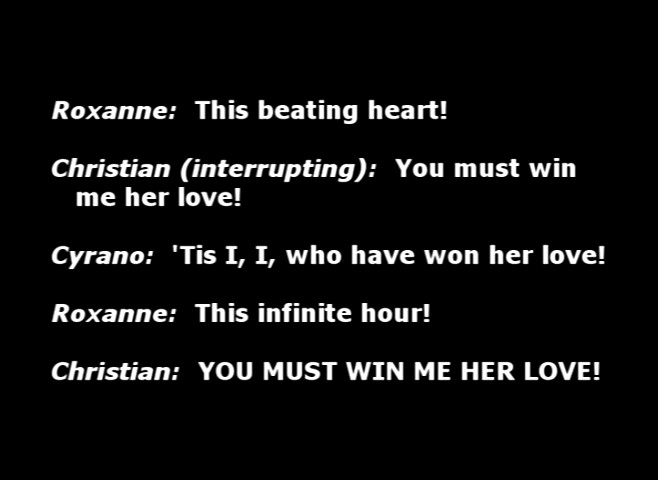 Roxanne:  This beating heart!
Christian (interrupting):  You must win
me her love!
Cyrano:  'Tis I, I, who have won her love!
Roxanne:  This infinite hour!
Christian:  YOU MUST WIN ME HER LOVE!